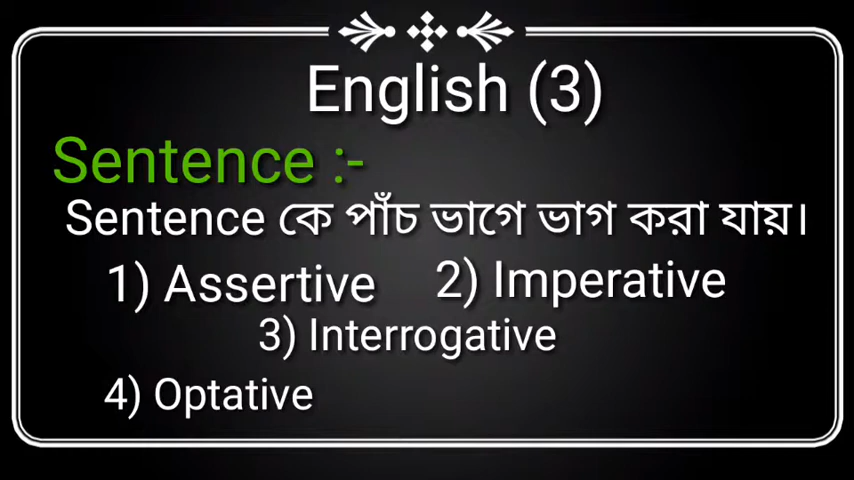 English (3)
Sentence :-
Sentence কে পাঁচ ভাগে ভাগ করা যায়।
1) Assertive 2) Imperative
3) Interrogative
4) Optative